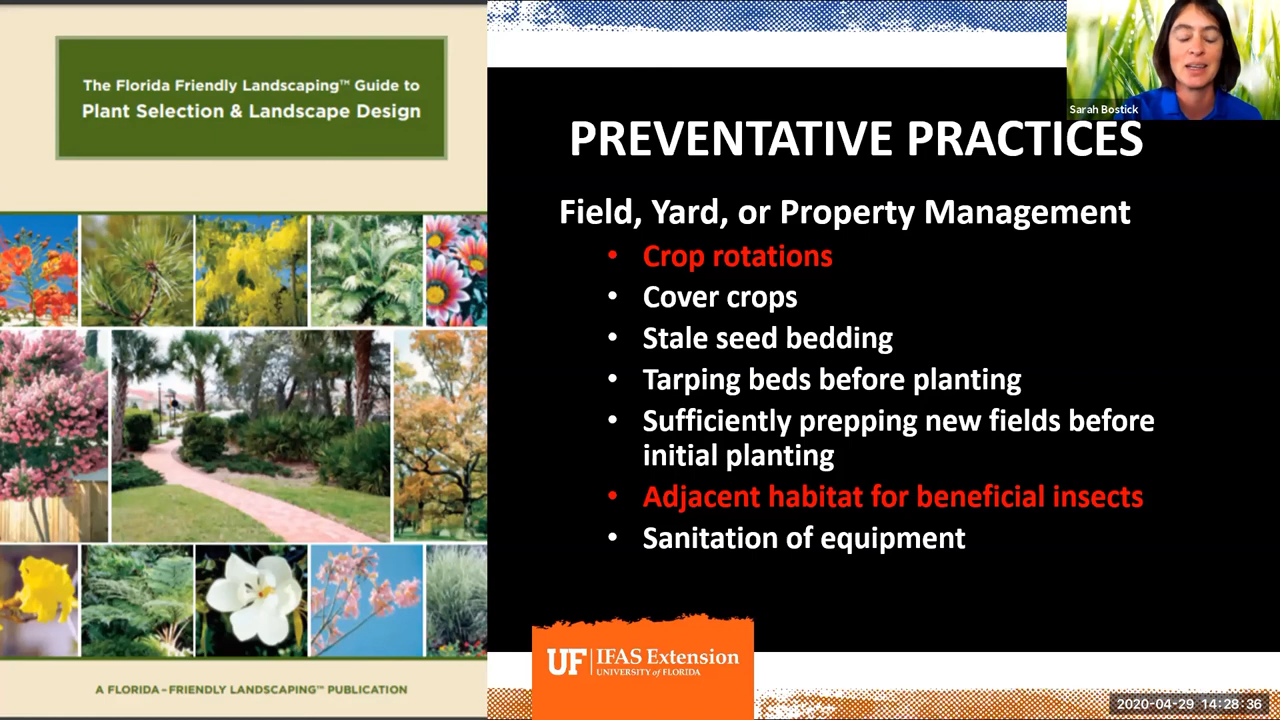 The Florida Friendly Landscaping™ Guide to
Plant Selection & Landscape Design
A FLORIDA-FRIENDLY LANDSCAPING™ PUBLICATION
Sarah Bostick
PREVENTATIVE PRACTICES
Field, Yard, or Property Management
• Crop rotations
• Cover crops
• Stale seed bedding
• Tarping beds before planting
• Sufficiently prepping new fields before
initial planting
• Adjacent habitat for beneficial insects
• Sanitation of equipment
UF IFAS Extension
UNIVERSITY of FLORIDA
2020-04-29 14:28:36